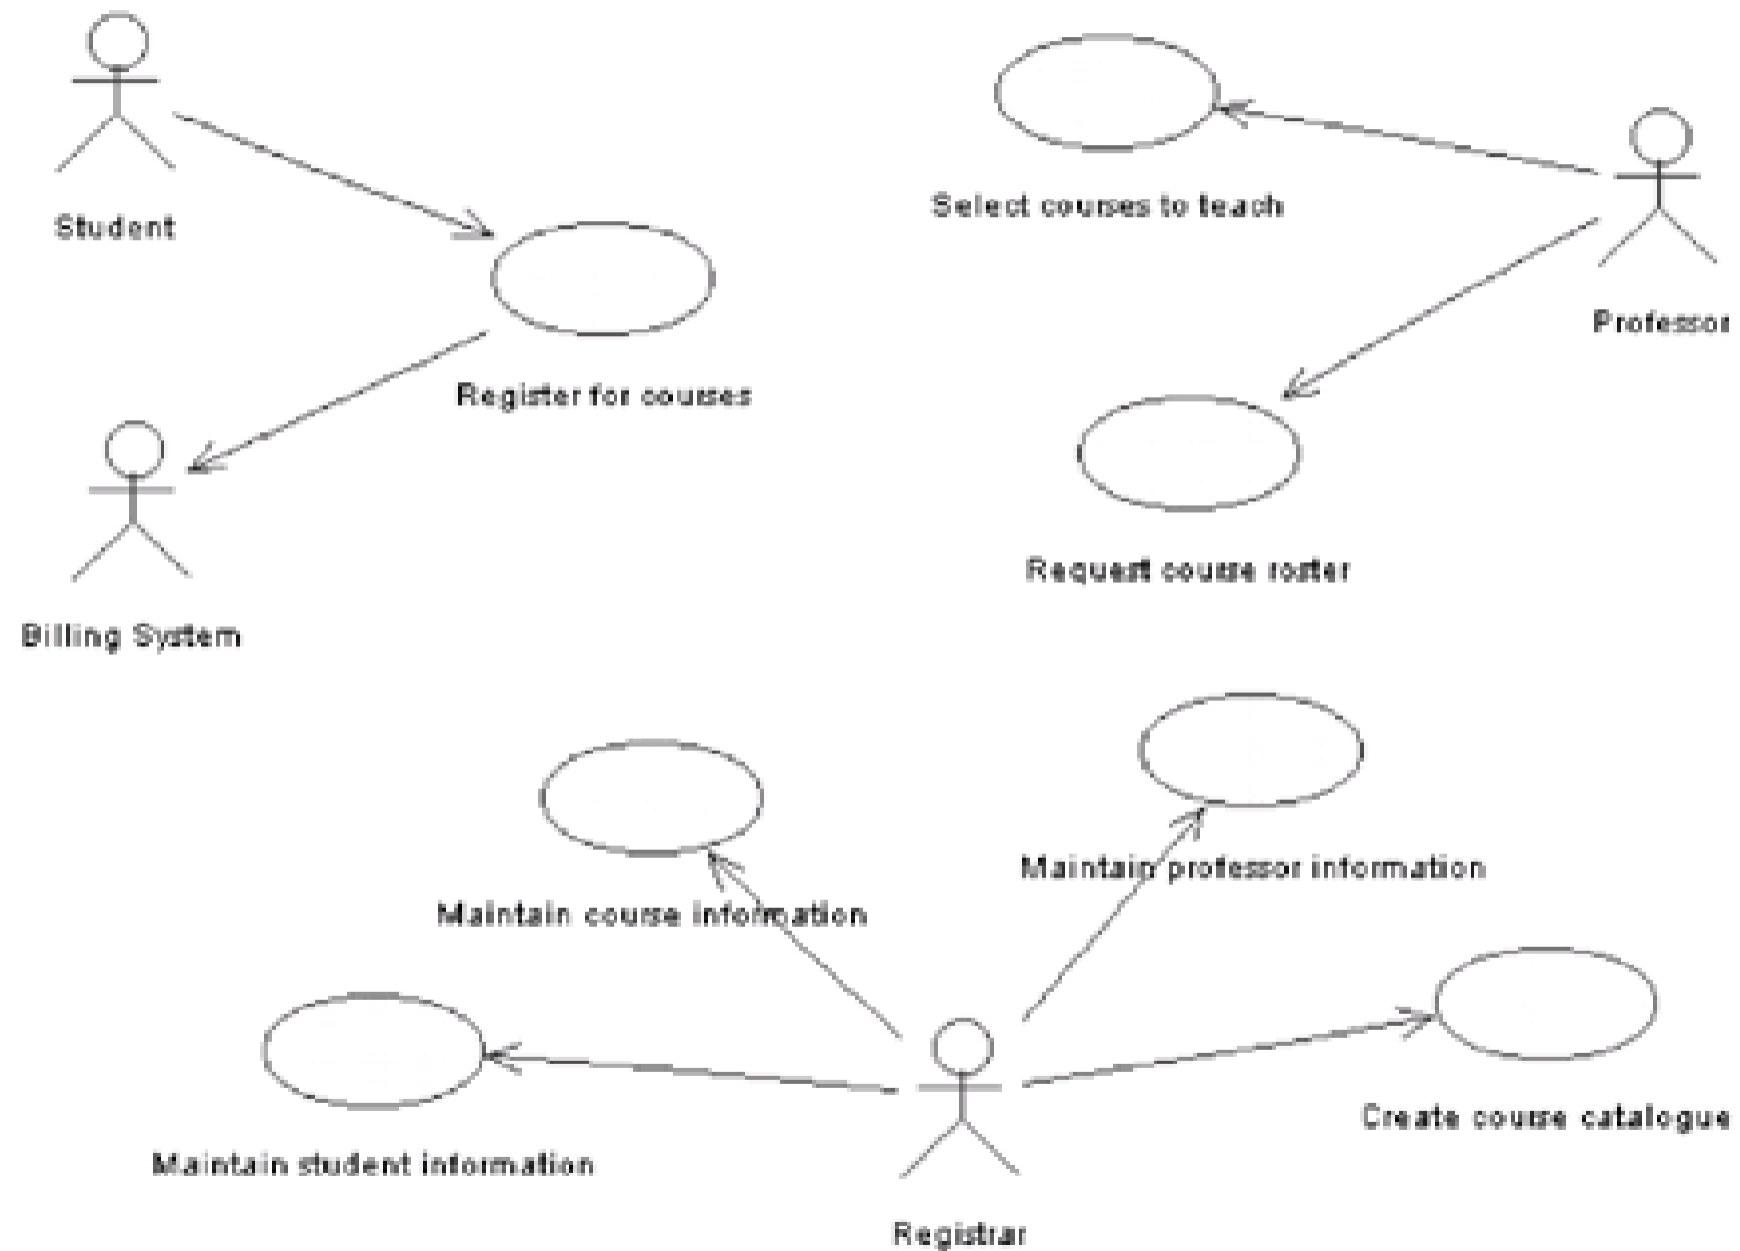 Student
Select courses to teach
Professor
Register for courses
Request course roster
Billing System
Maintain professor information
Maintain course information
Create course catalogue
Maintain student information
Registrar